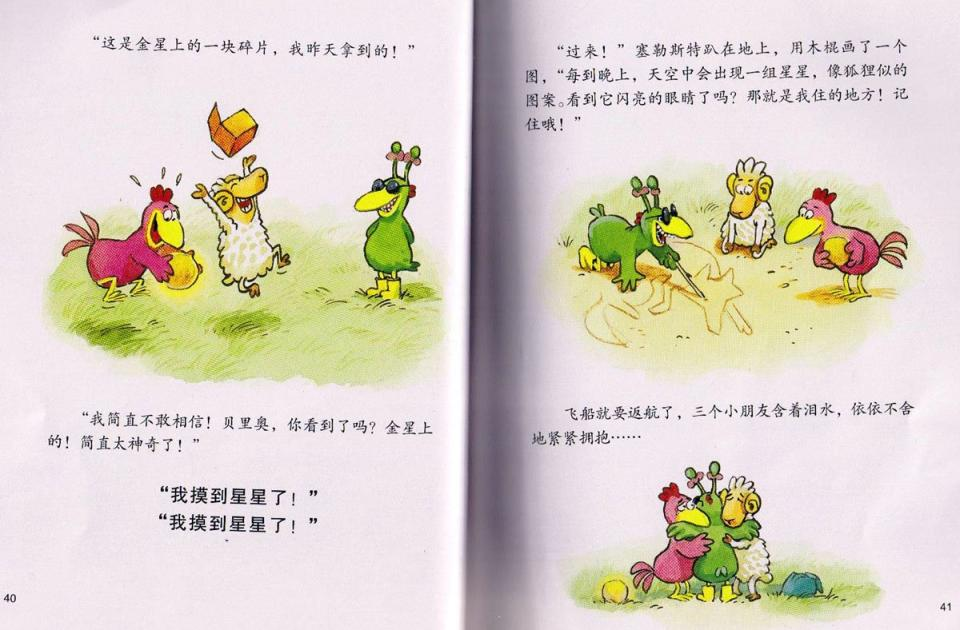 “这是金星上的一块碎片，我昨天拿到的！”
“我简直不敢相信！贝里奥，你看到了吗？金星上
的！简直太神奇了！”
“我摸到星星了！”
“我摸到星星了！”
40
“过来！”塞勒斯特趴在地上，用木棍画了一个
图，“每到晚上，天空中会出现一组星星，像狐狸似的
图案。看到它闪亮的眼睛了吗？那就是我住的地方！记
住哦！”
飞船就要返航了，三个小朋友含着泪水，依依不舍
地紧紧拥抱……
41